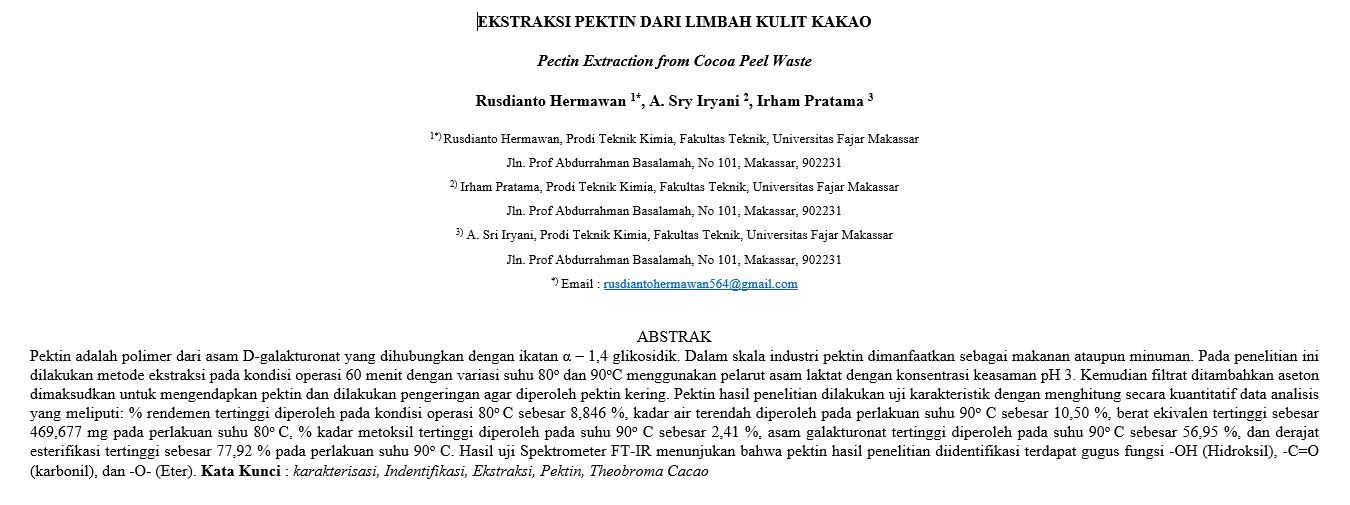 EKSTRAKSI PEKTIN DARI LIMBAH KULIT KAKAO
Pectin Extraction from Cocoa Peel Waste
Rusdianto Hermawan 1*, A. Sry Iryani 2, Irham Pratama 3
1*) Rusdianto Hermawan, Prodi Teknik Kimia, Fakultas Teknik, Universitas Fajar Makassar
Jln. Prof Abdurrahman Basalamah, No 101, Makassar, 902231
2) Irham Pratama, Prodi Teknik Kimia, Fakultas Teknik, Universitas Fajar Makassar
Jln. Prof Abdurrahman Basalamah, No 101, Makassar, 902231
3) A. Sri Iryani, Prodi Teknik Kimia, Fakultas Teknik, Universitas Fajar Makassar
Jln. Prof Abdurrahman Basalamah, No 101, Makassar, 902231
*) Email : rusdiantohermawan564@gmail.com
ABSTRAK
Pektin adalah polimer dari asam D-galakturonat yang dihubungkan dengan ikatan α – 1,4 glikosidik. Dalam skala industri pektin dimanfaatkan sebagai makanan ataupun minuman. Pada penelitian ini
dilakukan metode ekstraksi pada kondisi operasi 60 menit dengan variasi suhu 80° dan 90°C menggunakan pelarut asam laktat dengan konsentrasi keasaman pH 3. Kemudian filtrat ditambahkan aseton
dimaksudkan untuk mengendapkan pektin dan dilakukan pengeringan agar diperoleh pektin kering. Pektin hasil penelitian dilakukan uji karakteristik dengan menghitung secara kuantitatif data analisis
yang meliputi: % rendemen tertinggi diperoleh pada kondisi operasi 80° C sebesar 8,846 %, kadar air terendah diperoleh pada perlakuan suhu 90° C sebesar 10,50 %, berat ekivalen tertinggi sebesar
469,677 mg pada perlakuan suhu 80° C, % kadar metoksil tertinggi diperoleh pada suhu 90° C sebesar 2,41 %, asam galakturonat tertinggi diperoleh pada suhu 90° C sebesar 56,95 %, dan derajat
esterifikasi tertinggi sebesar 77,92 % pada perlakuan suhu 90° C. Hasil uji Spektrometer FT-IR menunjukan bahwa pektin hasil penelitian diidentifikasi terdapat gugus fungsi -OH (Hidroksil), -C=O
(karbonil), dan -O- (Eter). Kata Kunci : karakterisasi, Indentifikasi, Ekstraksi, Pektin, Theobroma Cacao